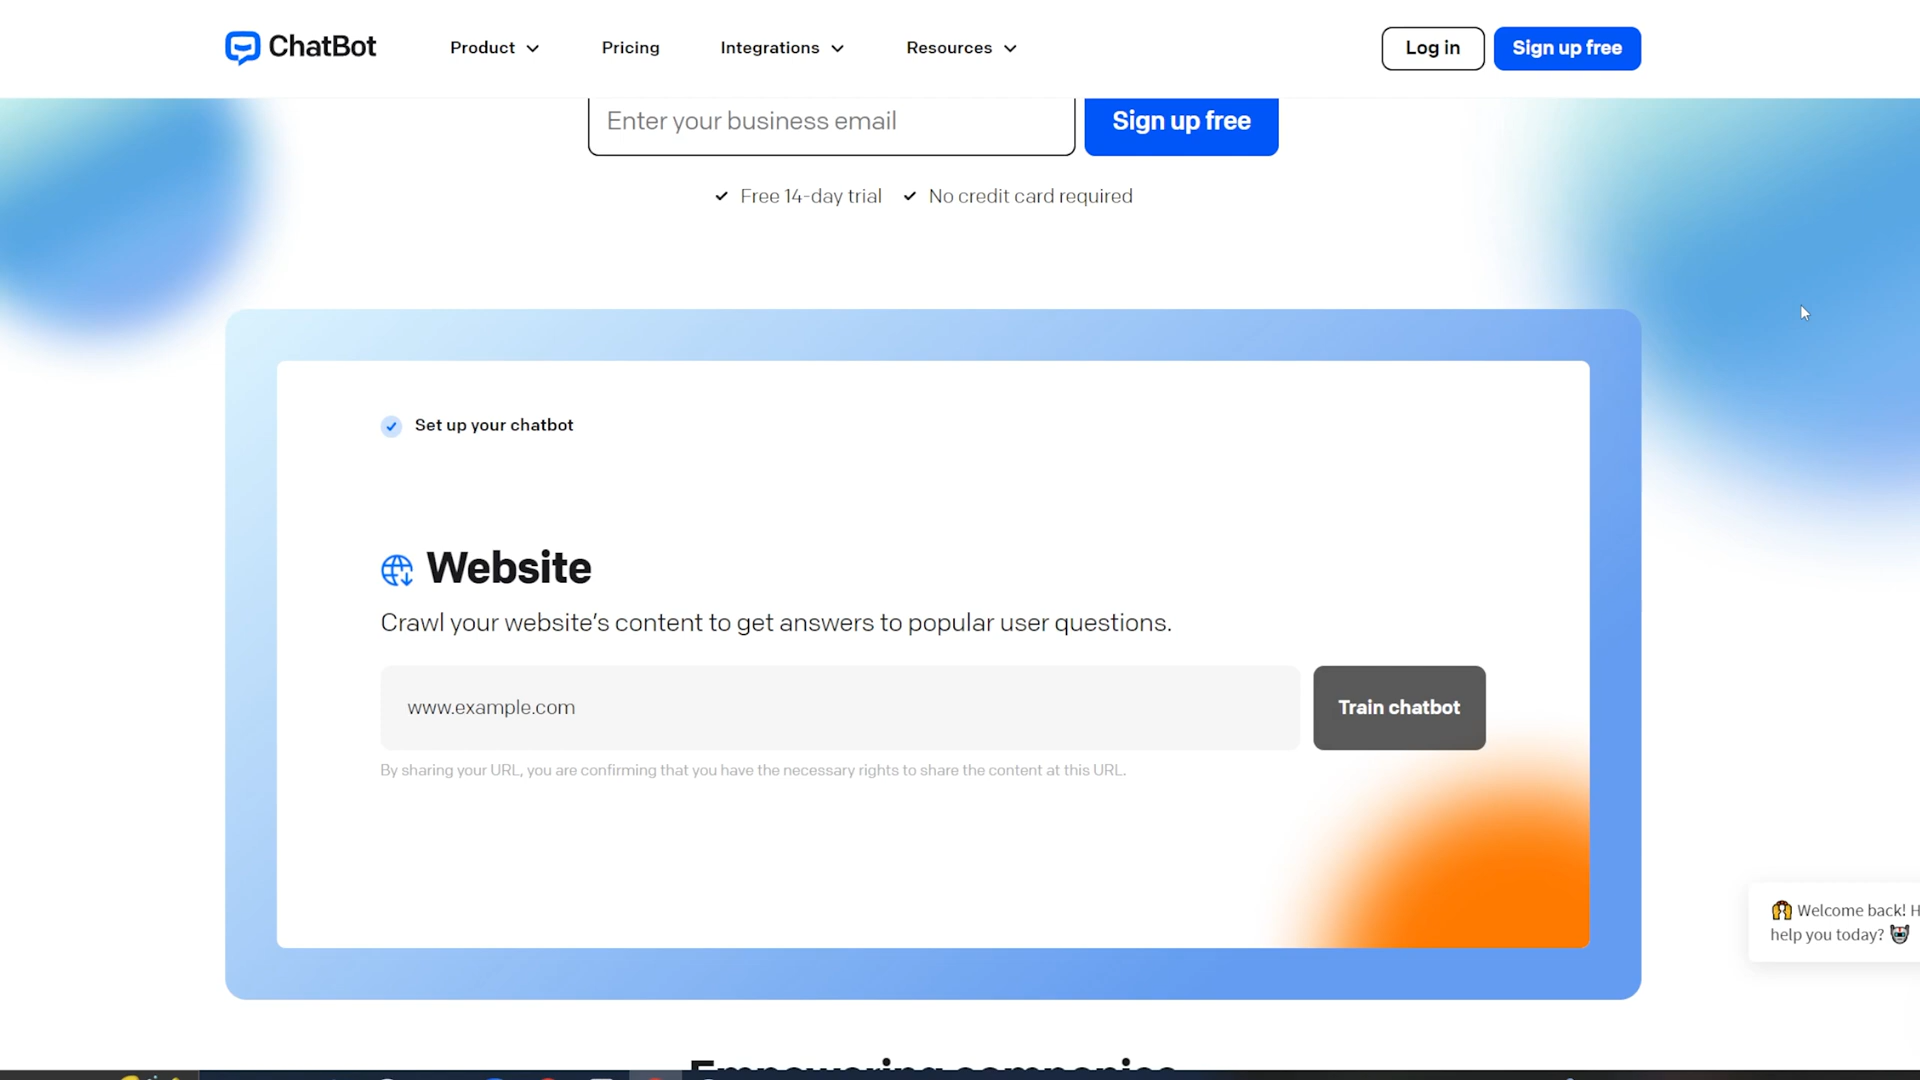 ChatBot
Product
Pricing
Integrations
Resources
Log in
Sign up free
Enter your business email
Sign up free
Free 14-day trial
No credit card required
Set up your chatbot
Website
Crawl your website’s content to get answers to popular user questions.
www.example.com
Train chatbot
By sharing your URL, you are confirming that you have the necessary rights to share the content at this URL.
Welcome back! H
help you today?
Empowering companies